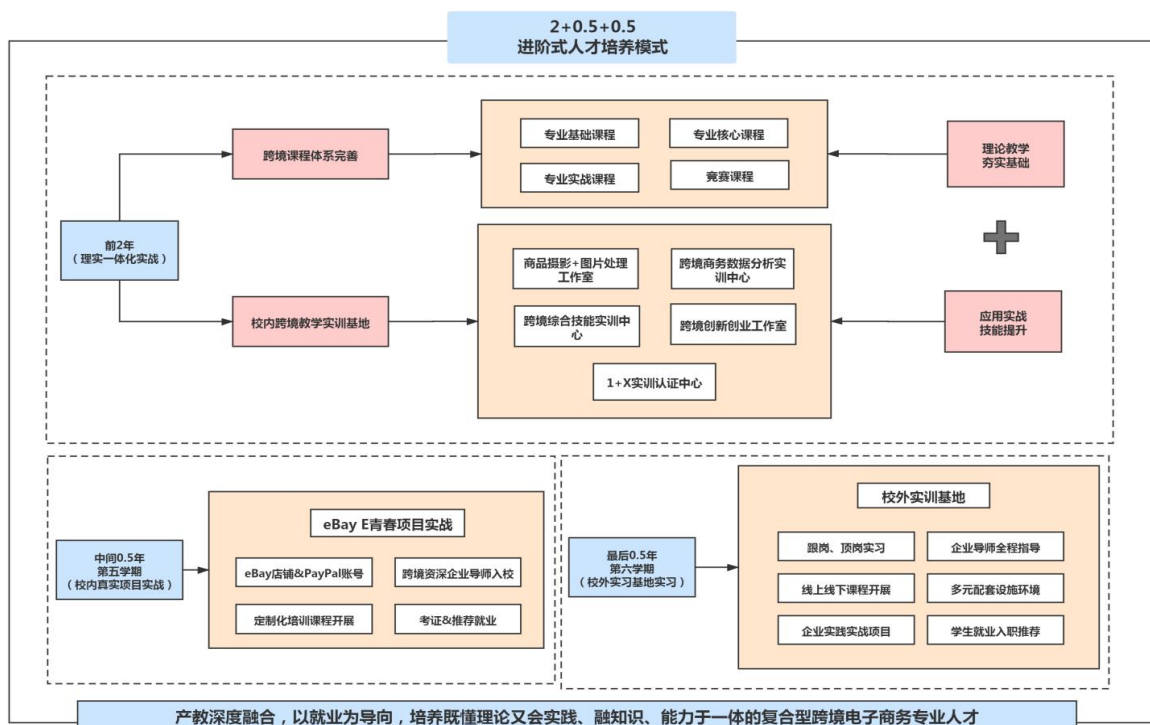 2+0.5+0.5
进阶式人才培养模式
前2年
（理实一体化实战）
跨境课程体系完善
专业基础课程
专业核心课程
专业实战课程
竞赛课程
理论教学
夯实基础
校内跨境教学实训基地
商品摄影+图片处理
工作室
跨境商务数据分析实
训中心
跨境综合技能实训中
心
跨境创新创业工作室
1+X实训认证中心
应用实战
技能提升
中间0.5年
第五学期
（校内真实项目实战）
eBay E青春项目实战
eBay店铺&PayPal账号
跨境资深企业导师入校
定制化培训课程开展
考证&推荐就业
最后0.5年
第六学期
（校外实习基地实习）
校外实训基地
跟岗、顶岗实习
企业导师全程指导
线上线下课程开展
多元配套设施环境
企业实践实战项目
学生就业入职推荐
产教深度融合，以就业为导向，培养既懂理论又会实践、融知识、能力于一体的复合型跨境电子商务专业人才